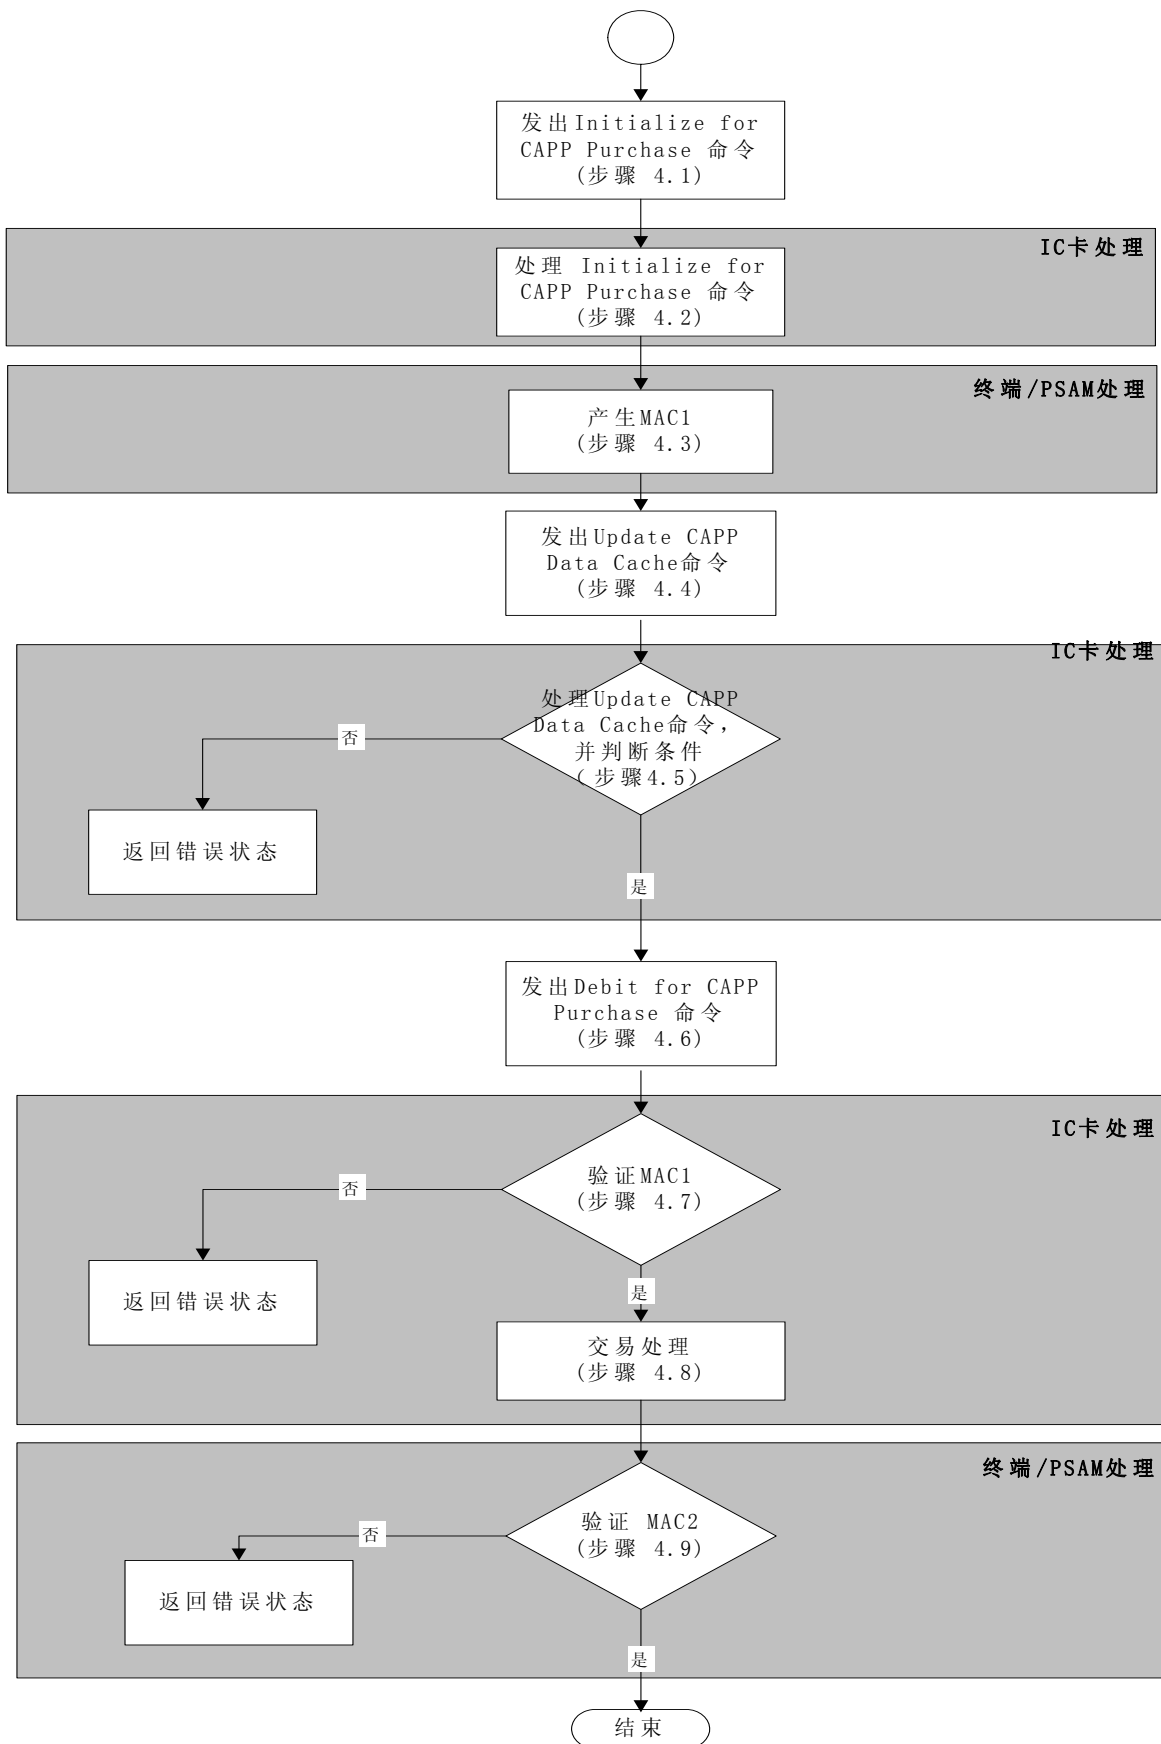 发出Initialize for
CAPP Purchase 命令
(步骤 4.1)
IC卡处理
处理 Initialize for
CAPP Purchase 命令
(步骤 4.2)
终端/PSAM处理
产生MAC1
(步骤 4.3)
发出Update CAPP
Data Cache命令
(步骤 4.4)
IC卡处理
处理Update CAPP
Data Cache命令，
并判断条件
(步骤4.5)
否
返回错误状态
是
发出Debit for CAPP
Purchase 命令
(步骤 4.6)
IC卡处理
验证MAC1
(步骤 4.7)
否
返回错误状态
是
交易处理
(步骤 4.8)
终端/PSAM处理
验证 MAC2
(步骤 4.9)
否
返回错误状态
是
结束